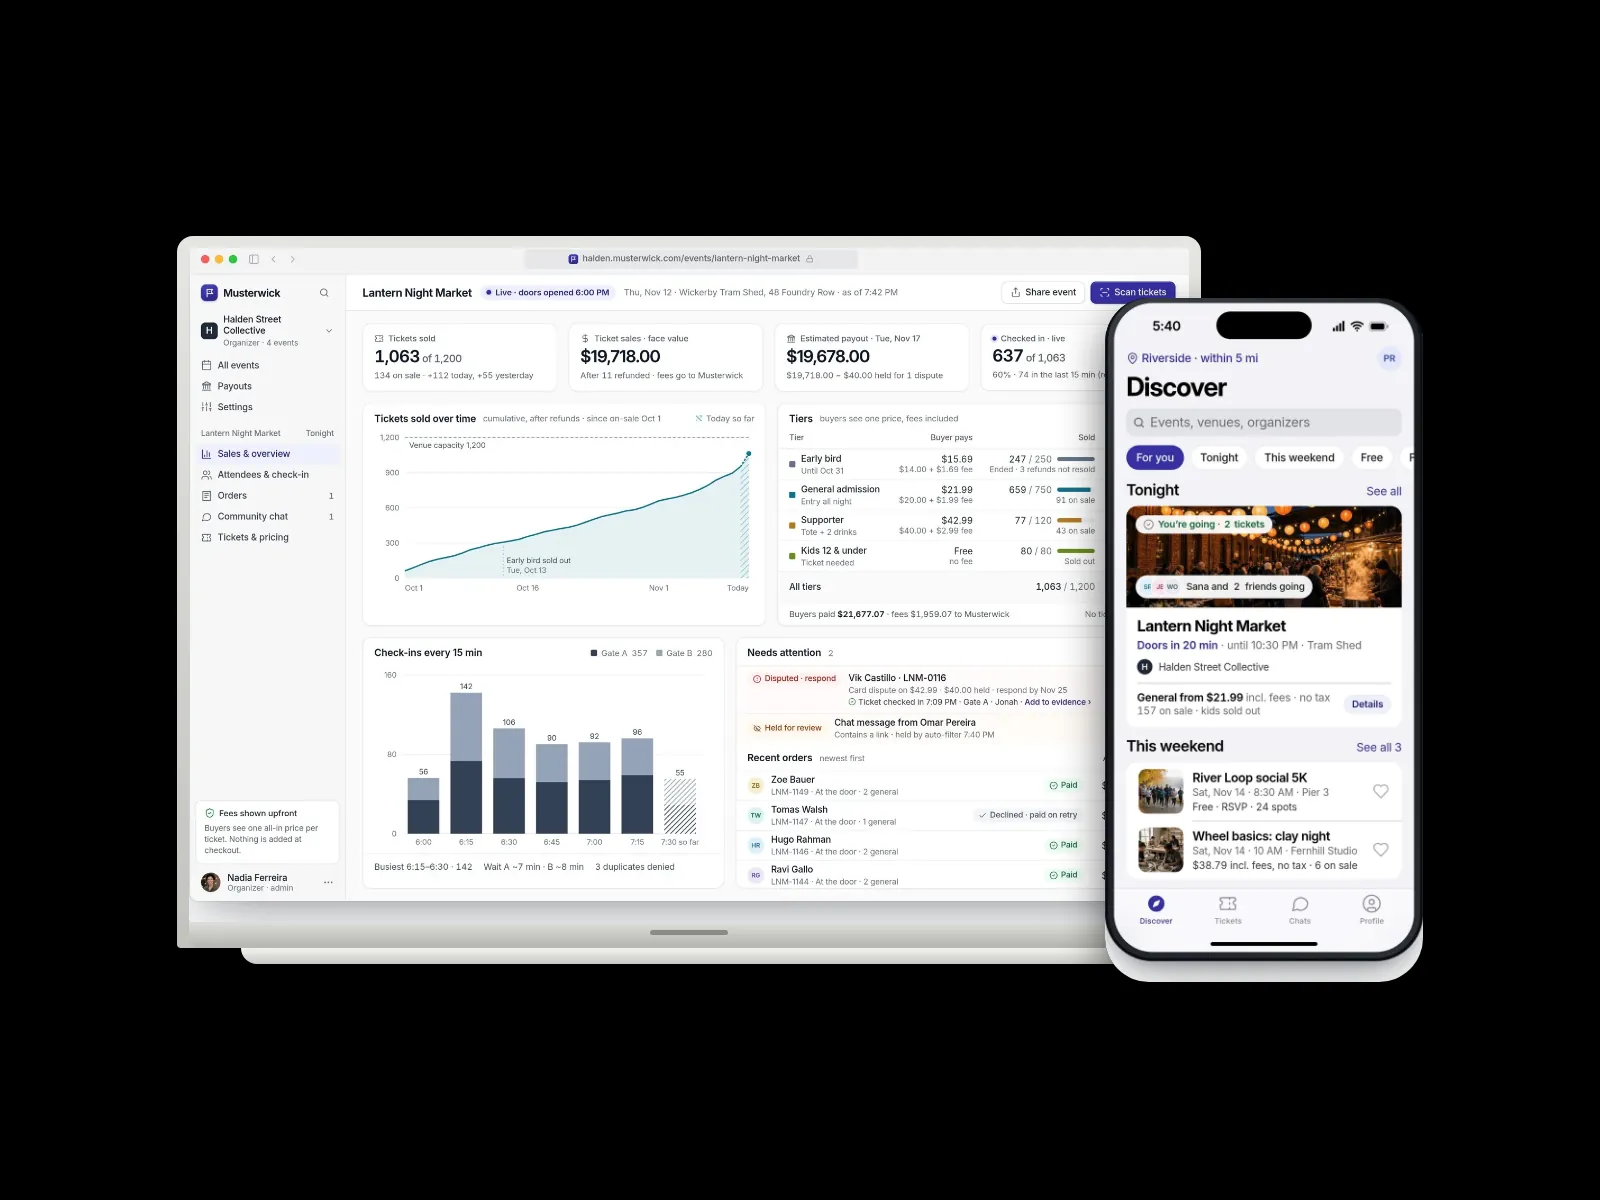 halden.musterwick.com/events/lantern-night-market
Musterwick
H
Halden Street
Collective
Organizer · 4 events
All events
Payouts
Settings
Lantern Night Market Tonight
Sales & overview
Attendees & check-in
Orders 1
Community chat 1
Tickets & pricing
Fees shown upfront
Buyers see one all-in price per
ticket. Nothing is added at
checkout.
Nadia Ferreira
Organizer · admin
Lantern Night Market Live · doors opened 6:00 PM Thu, Nov 12 · Wickerby Tram Shed, 48 Foundry Row · as of 7:42 PM Share event Scan tickets
Tickets sold
1,063 of 1,200
134 on sale · +112 today, +55 yesterday
Ticket sales · face value
$19,718.00
After 11 refunded · fees go to Musterwick
Estimated payout · Tue, Nov 17
$19,678.00
$19,718.00 − $40.00 held for 1 dispute
Checked in · live
637 of 1,063
60% · 74 in the last 15 min
Tickets sold over time cumulative, after refunds · since on-sale Oct 1 Today so far
1,200
Venue capacity 1,200
900
600
300
Early bird sold out
Tue, Oct 13
0
Oct 1 Oct 16 Nov 1 Today
Tiers buyers see one price, fees included
Tier Buyer pays Sold
Early bird $15.69 247 / 250
Until Oct 31 $14.00 + $1.69 fee Ended · 3 refunds not resold
General admission $21.99 659 / 750
Entry all night $20.00 + $1.99 fee 91 on sale
Supporter $42.99 77 / 120
Tote + 2 drinks $40.00 + $2.99 fee 43 on sale
Kids 12 & under Free 80 / 80
Ticket needed no fee Sold out
All tiers 1,063 / 1,200
Buyers paid $21,677.07 · fees $1,959.07 to Musterwick No
Check-ins every 15 min Gate A 357 Gate B 280
160
142
106
90
92
96
80
56
55
0
6:00 6:15 6:30 6:45 7:00 7:15 7:30 so far
Busiest 6:15–6:30 · 142 Wait A ~7 min · B ~8 min 3 duplicates denied
Needs attention 2
Disputed · respond Vik Castillo · LNM-0116
Card dispute on $42.99 · $40.00 held · respond by Nov 25
Ticket checked in 7:09 PM · Gate A · Jonah · Add to evidence ›
Held for review Chat message from Omar Pereira
Contains a link · held by auto-filter 7:40 PM
Recent orders newest first
ZB Zoe Bauer Paid
LNM-1149 · At the door · 2 general
TW Tomas Walsh Declined · paid on retry
LNM-1147 · At the door · 1 general
HR Hugo Rahman Paid
LNM-1146 · At the door · 2 general
RG Ravi Gallo Paid
LNM-1144 · At the door · 2 general
5:40
Riverside · within 5 mi PR
Discover
Events, venues, organizers
For you Tonight This weekend Free F
Tonight See all
You're going · 2 tickets
SE JE WO Sana and 2 friends going
Lantern Night Market
Doors in 20 min · until 10:30 PM · Tram Shed
H Halden Street Collective
General from $21.99 incl. fees · no tax
157 on sale · kids sold out
Details
This weekend See all 3
River Loop social 5K
Sat, Nov 14 · 8:30 AM · Pier 3
Free · RSVP · 24 spots
Wheel basics: clay night
Sat, Nov 14 · 10 AM · Fernhill Studio
$38.79 incl. fees, no tax · 6 on sale
Discover Tickets Chats Profile